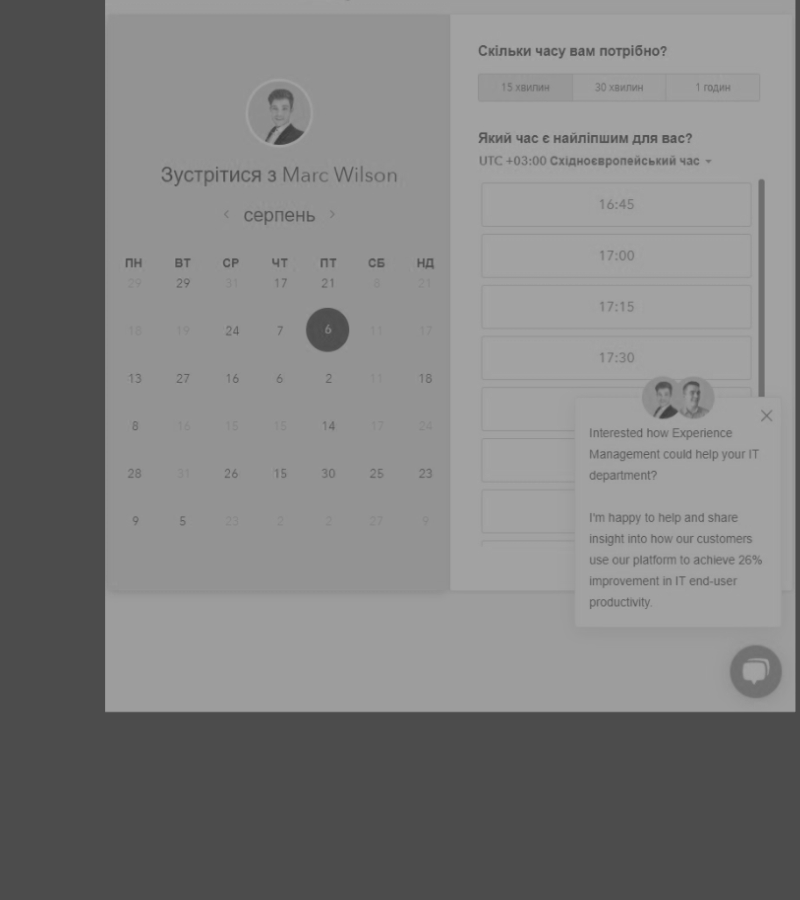 Зустрітися з Marc Wilson
серпень
ПН ВТ СР ЧТ ПТ СБ НД
29 29 31 17 21 8 21
18 19 24 7 6 11 17
13 27 16 6 2 11 18
8 16 15 15 14 17 24
28 31 26 15 30 25 23
9 5 23 2 2 27 9
Скільки часу вам потрібно?
15 хвилин 30 хвилин 1 годин
Який час є найліпшим для вас?
UTC +03:00 Східноєвропейський час
16:45
17:00
17:15
17:30
Interested how Experience
Management could help your IT
department?
I'm happy to help and share
insight into how our customers
use our platform to achieve 26%
improvement in IT end-user
productivity.